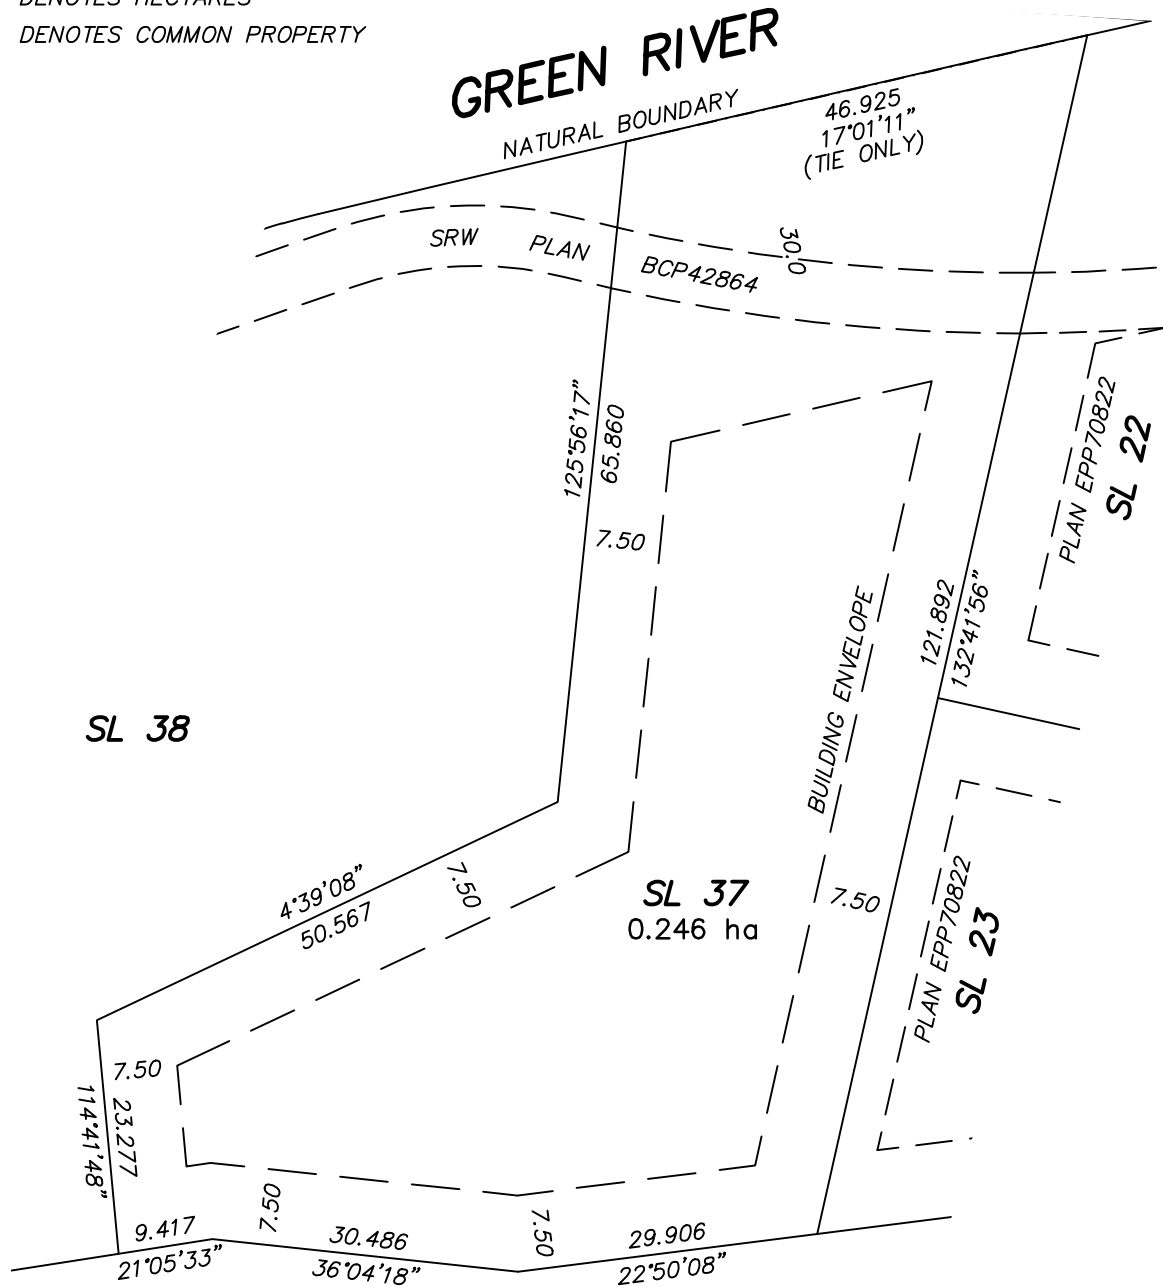 DENOTES HECTARES
DENOTES COMMON PROPERTY
GREEN RIVER
NATURAL BOUNDARY
46.925
17°01'11"
(TIE ONLY)
SRW PLAN BCP42864
30.0
125°56'17"
65.860
7.50
PLAN EPP70822
SL 22
BUILDING ENVELOPE
121.892
132°41'56"
SL 38
4°39'08"
50.567
7.50
SL 37
0.246 ha
7.50
PLAN EPP70822
SL 23
7.50
114°41'48"
23.277
7.50
7.50
9.417
21°05'33"
30.486
36°04'18"
29.906
22°50'08"